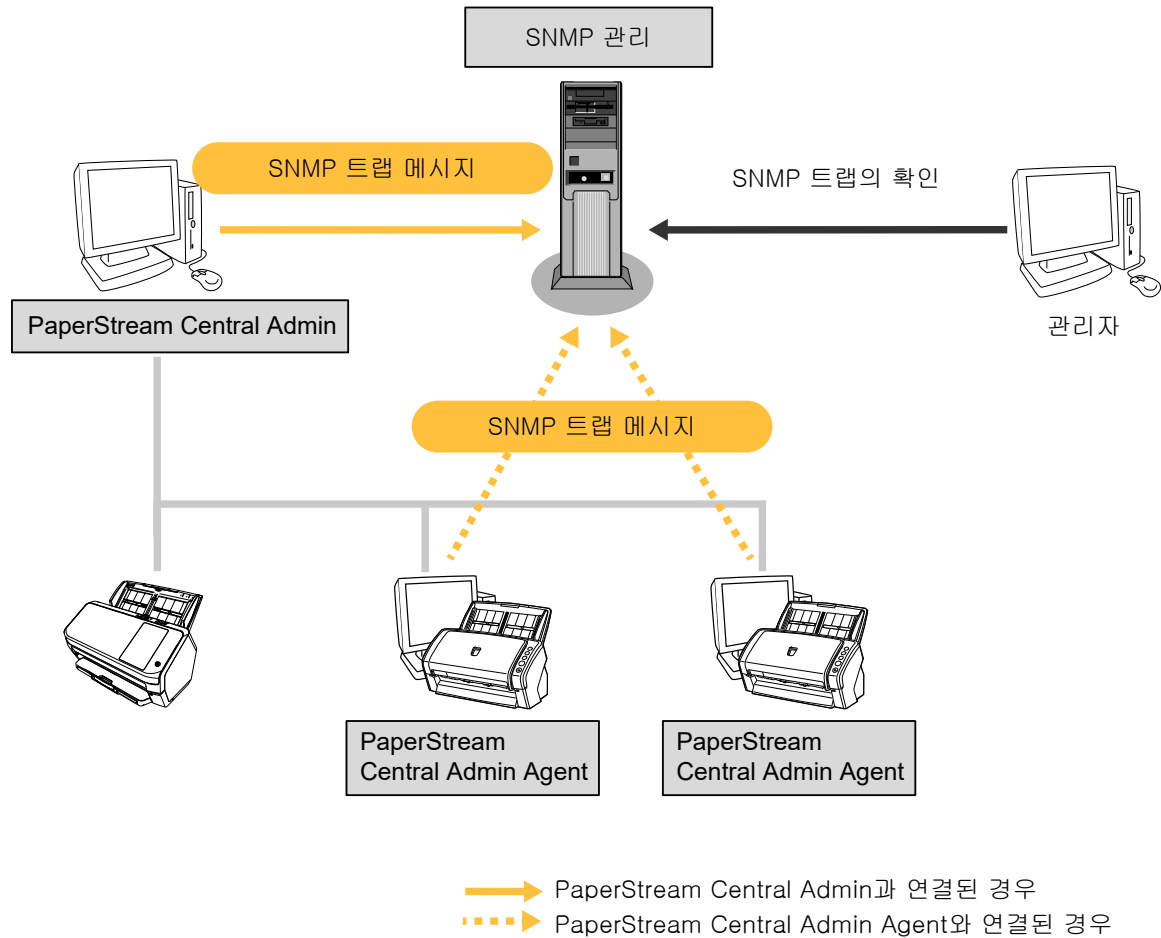 SNMP 관리
SNMP 트랩 메시지
SNMP 트랩의 확인
PaperStream Central Admin
관리자
SNMP 트랩 메시지
PaperStream
Central Admin Agent
PaperStream
Central Admin Agent
PaperStream Central Admin과 연결된 경우
PaperStream Central Admin Agent와 연결된 경우